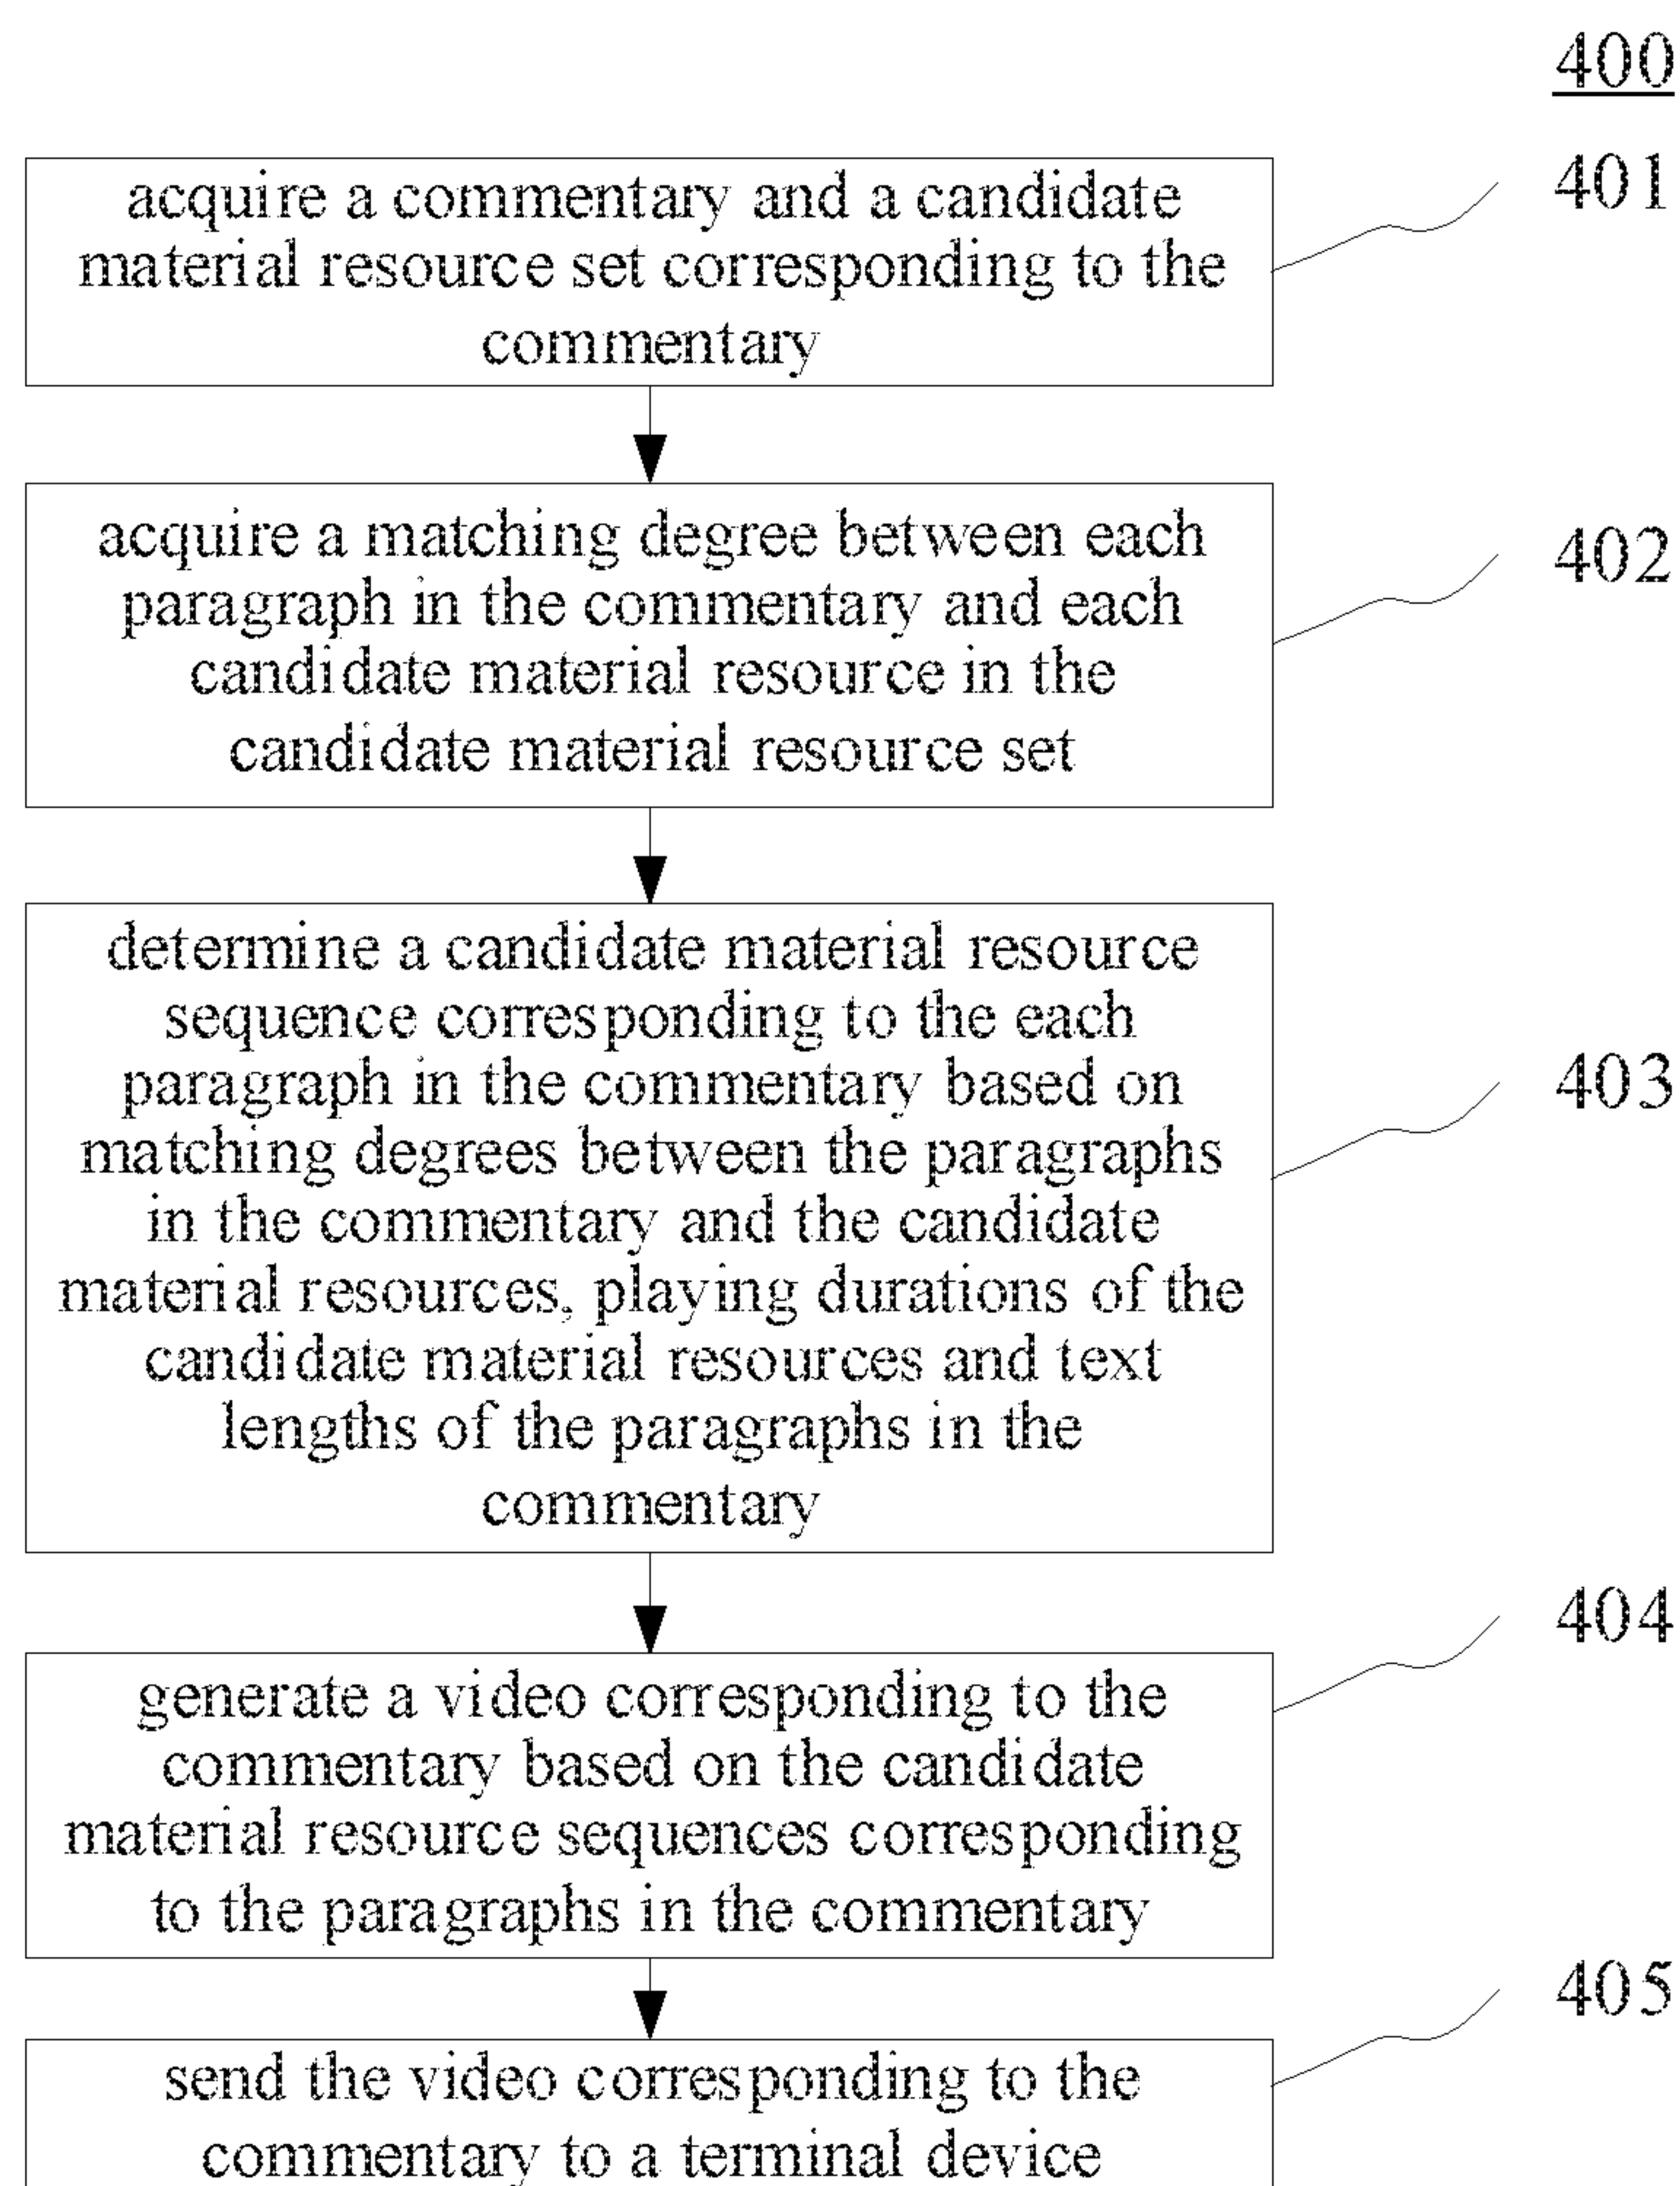 400
401
acquire a commentary and a candidate
material resource set corresponding to the
commentary
402
acquire a matching degree between each
paragraph in the commentary and each
candidate material resource in the
candidate material resource set
403
determine a candidate material resource
sequence corresponding to the each
paragraph in the commentary based on
matching degrees between the paragraphs
in the commentary and the candidate
material resources, playing durations of the
candidate material resources and text
lengths of the paragraphs in the
commentary
404
generate a video corresponding to the
commentary based on the candidate
material resource sequences corresponding
to the paragraphs in the commentary
405
send the video corresponding to the
commentary to a terminal device